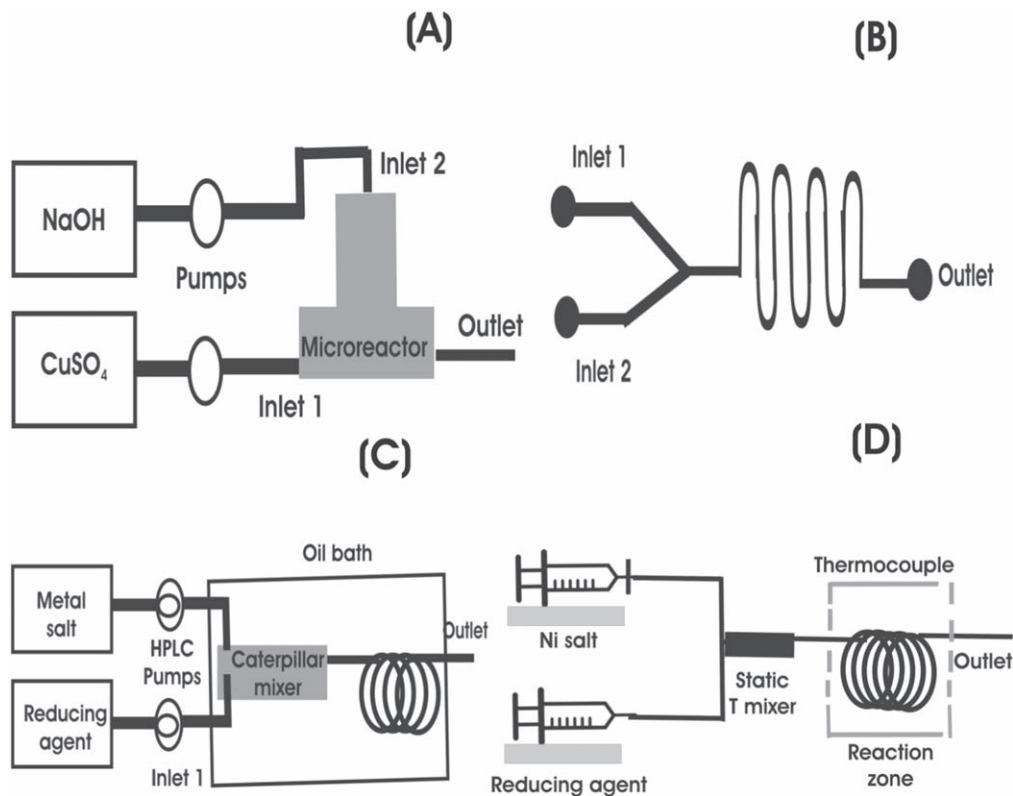 (A)
NaOH
Pumps
Inlet 2
CuSO₄
Inlet 1
Microreactor
Outlet
(B)
Inlet 1
Inlet 2
Outlet
(C)
Oil bath
Metal
salt
HPLC
Pumps
Reducing
agent
Inlet 1
Caterpillar
mixer
Outlet
(D)
Ni salt
Reducing agent
Static
T mixer
Thermocouple
Reaction
zone
Outlet